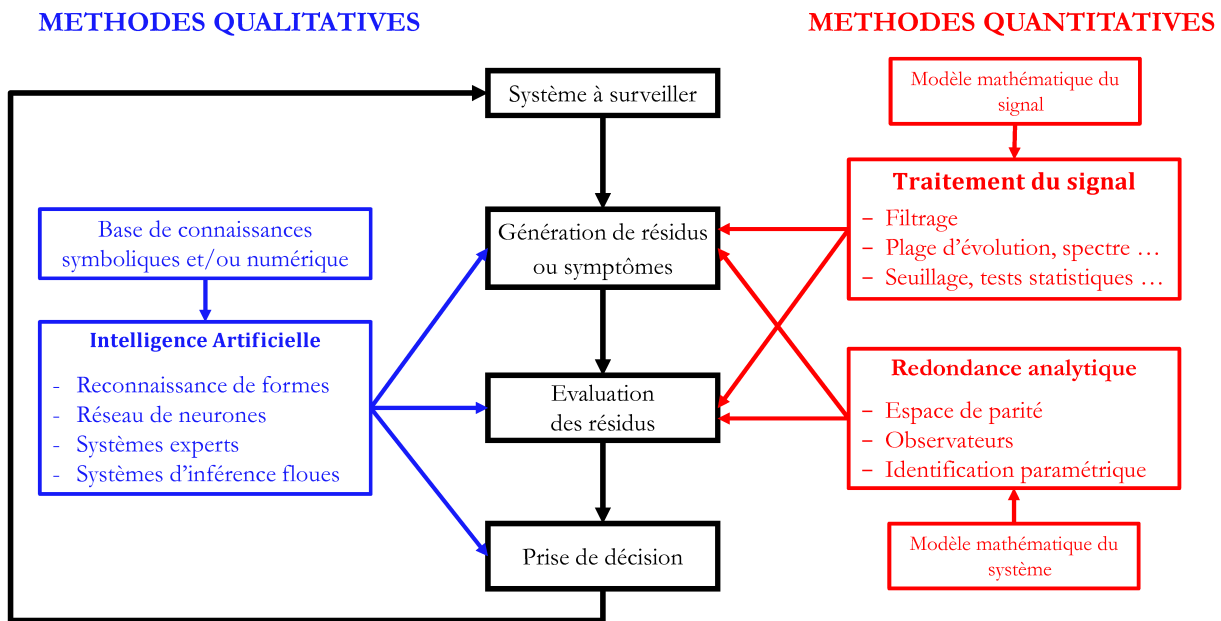 METHODES QUALITATIVES
METHODES QUANTITATIVES
Système à surveiller
Modèle mathématique du
signal
Traitement du signal
– Filtrage
– Plage d’évolution, spectre …
– Seuillage, tests statistiques …
Base de connaissances
symboliques et/ou numérique
Génération de résidus
ou symptômes
Intelligence Artificielle
- Reconnaissance de formes
- Réseau de neurones
- Systèmes experts
- Systèmes d’inférence floues
Evaluation
des résidus
Redondance analytique
– Espace de parité
– Observateurs
– Identification paramétrique
Prise de décision
Modèle mathématique du
système